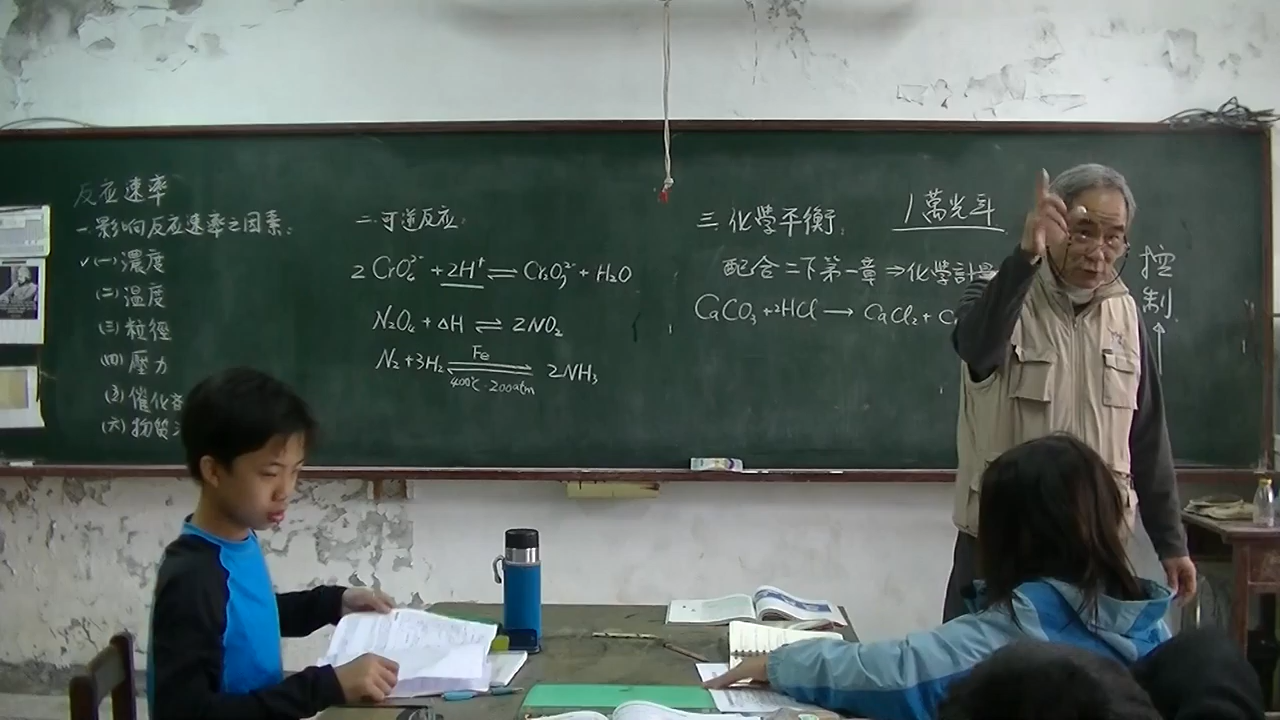 反应速率
一.影响反应速率之因素:
✓(一)濃度
(二)溫度
(三)粒徑
(四)壓力
(五)催化
(六)物質
二.可逆反应:
2CrO₄²⁻ + 2H⁺ ⇌ Cr₂O₇²⁻ + H₂O
N₂O₄ + ΔH ⇌ 2NO₂
Fe
N₂ + 3H₂ ⇌ 2NH₃
400℃·200atm
三.化學平衡:
1萬光年
配合二下第一章⇒化學計量
CaCO₃ + 2HCl → CaCl₂ + C
控制